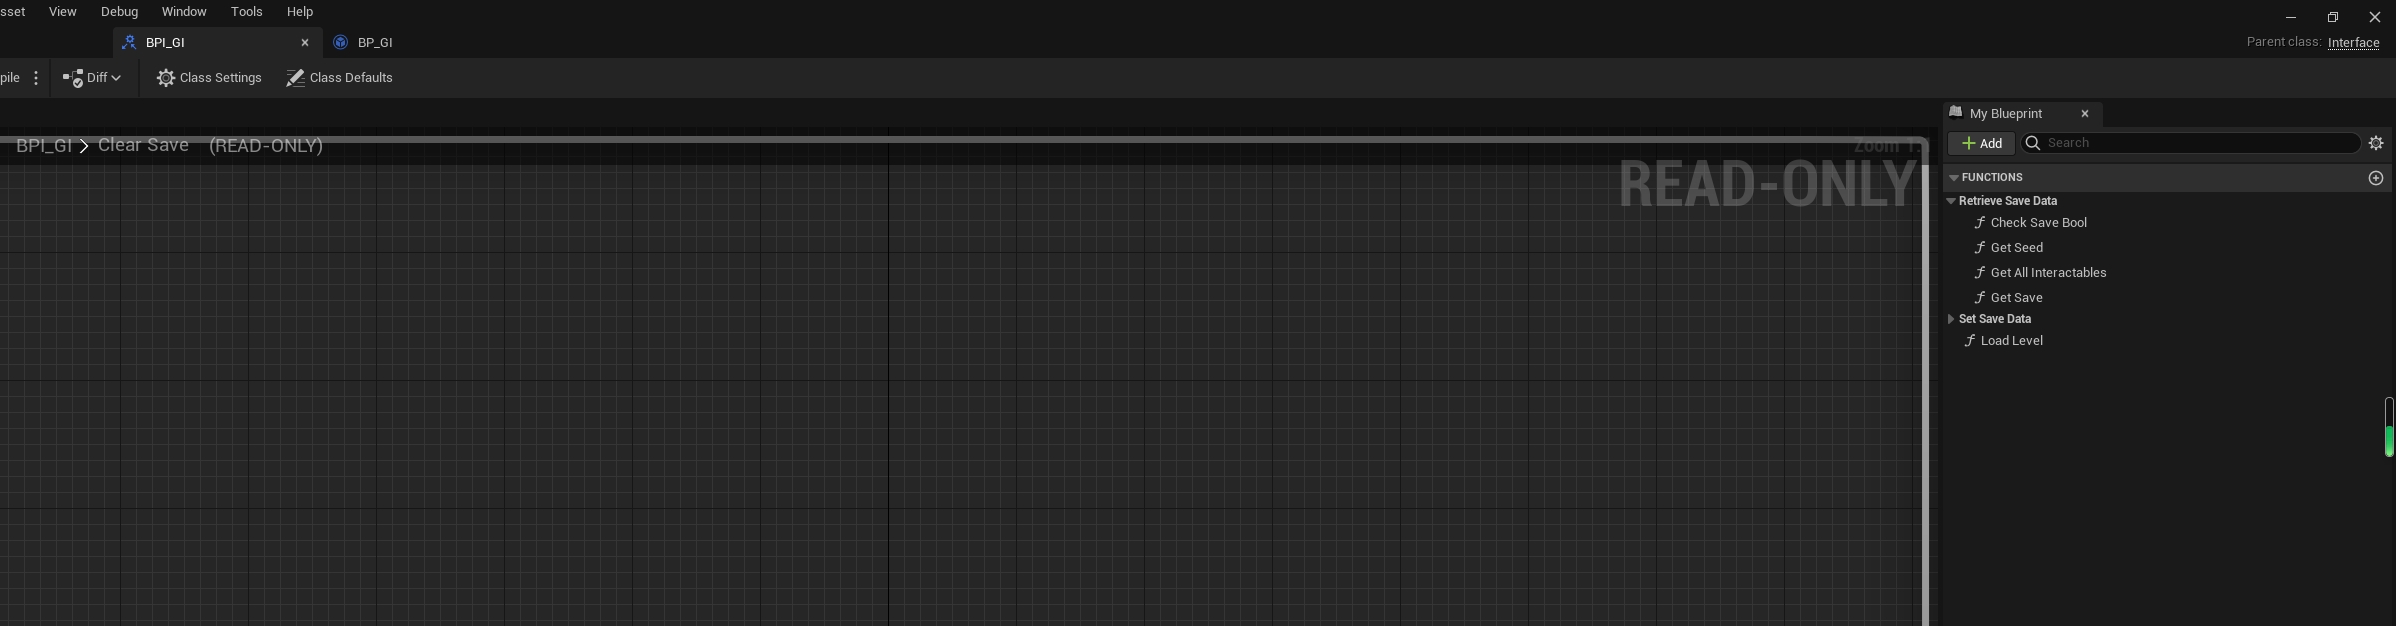 sset View Debug Window Tools Help
BPI_GI BP_GI
Parent class: Interface
pile Diff Class Settings Class Defaults
My Blueprint
BPI_GI > Clear Save (READ-ONLY)
Zoom 1:1
READ-ONLY
Add Search
FUNCTIONS
Retrieve Save Data
Check Save Bool
Get Seed
Get All Interactables
Get Save
Set Save Data
Load Level